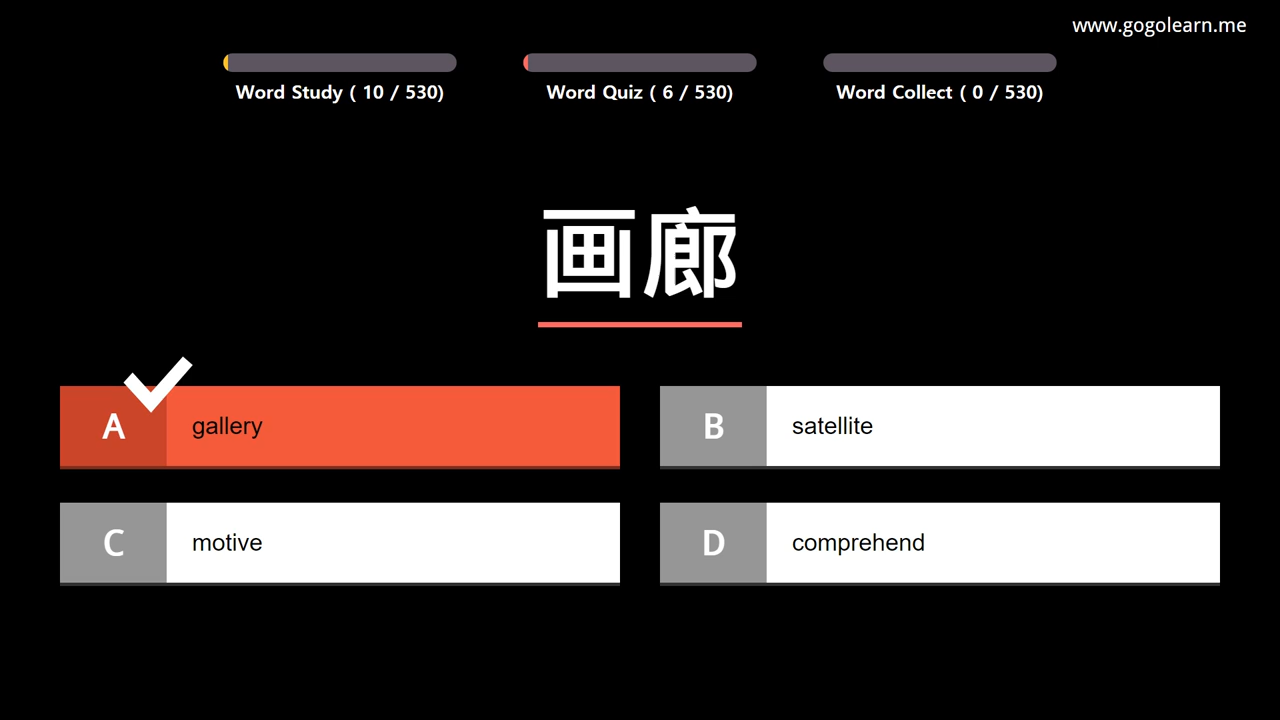 www.gogolearn.me
Word Study ( 10 / 530)
Word Quiz ( 6 / 530)
Word Collect ( 0 / 530)
画廊
A gallery
B satellite
C motive
D comprehend